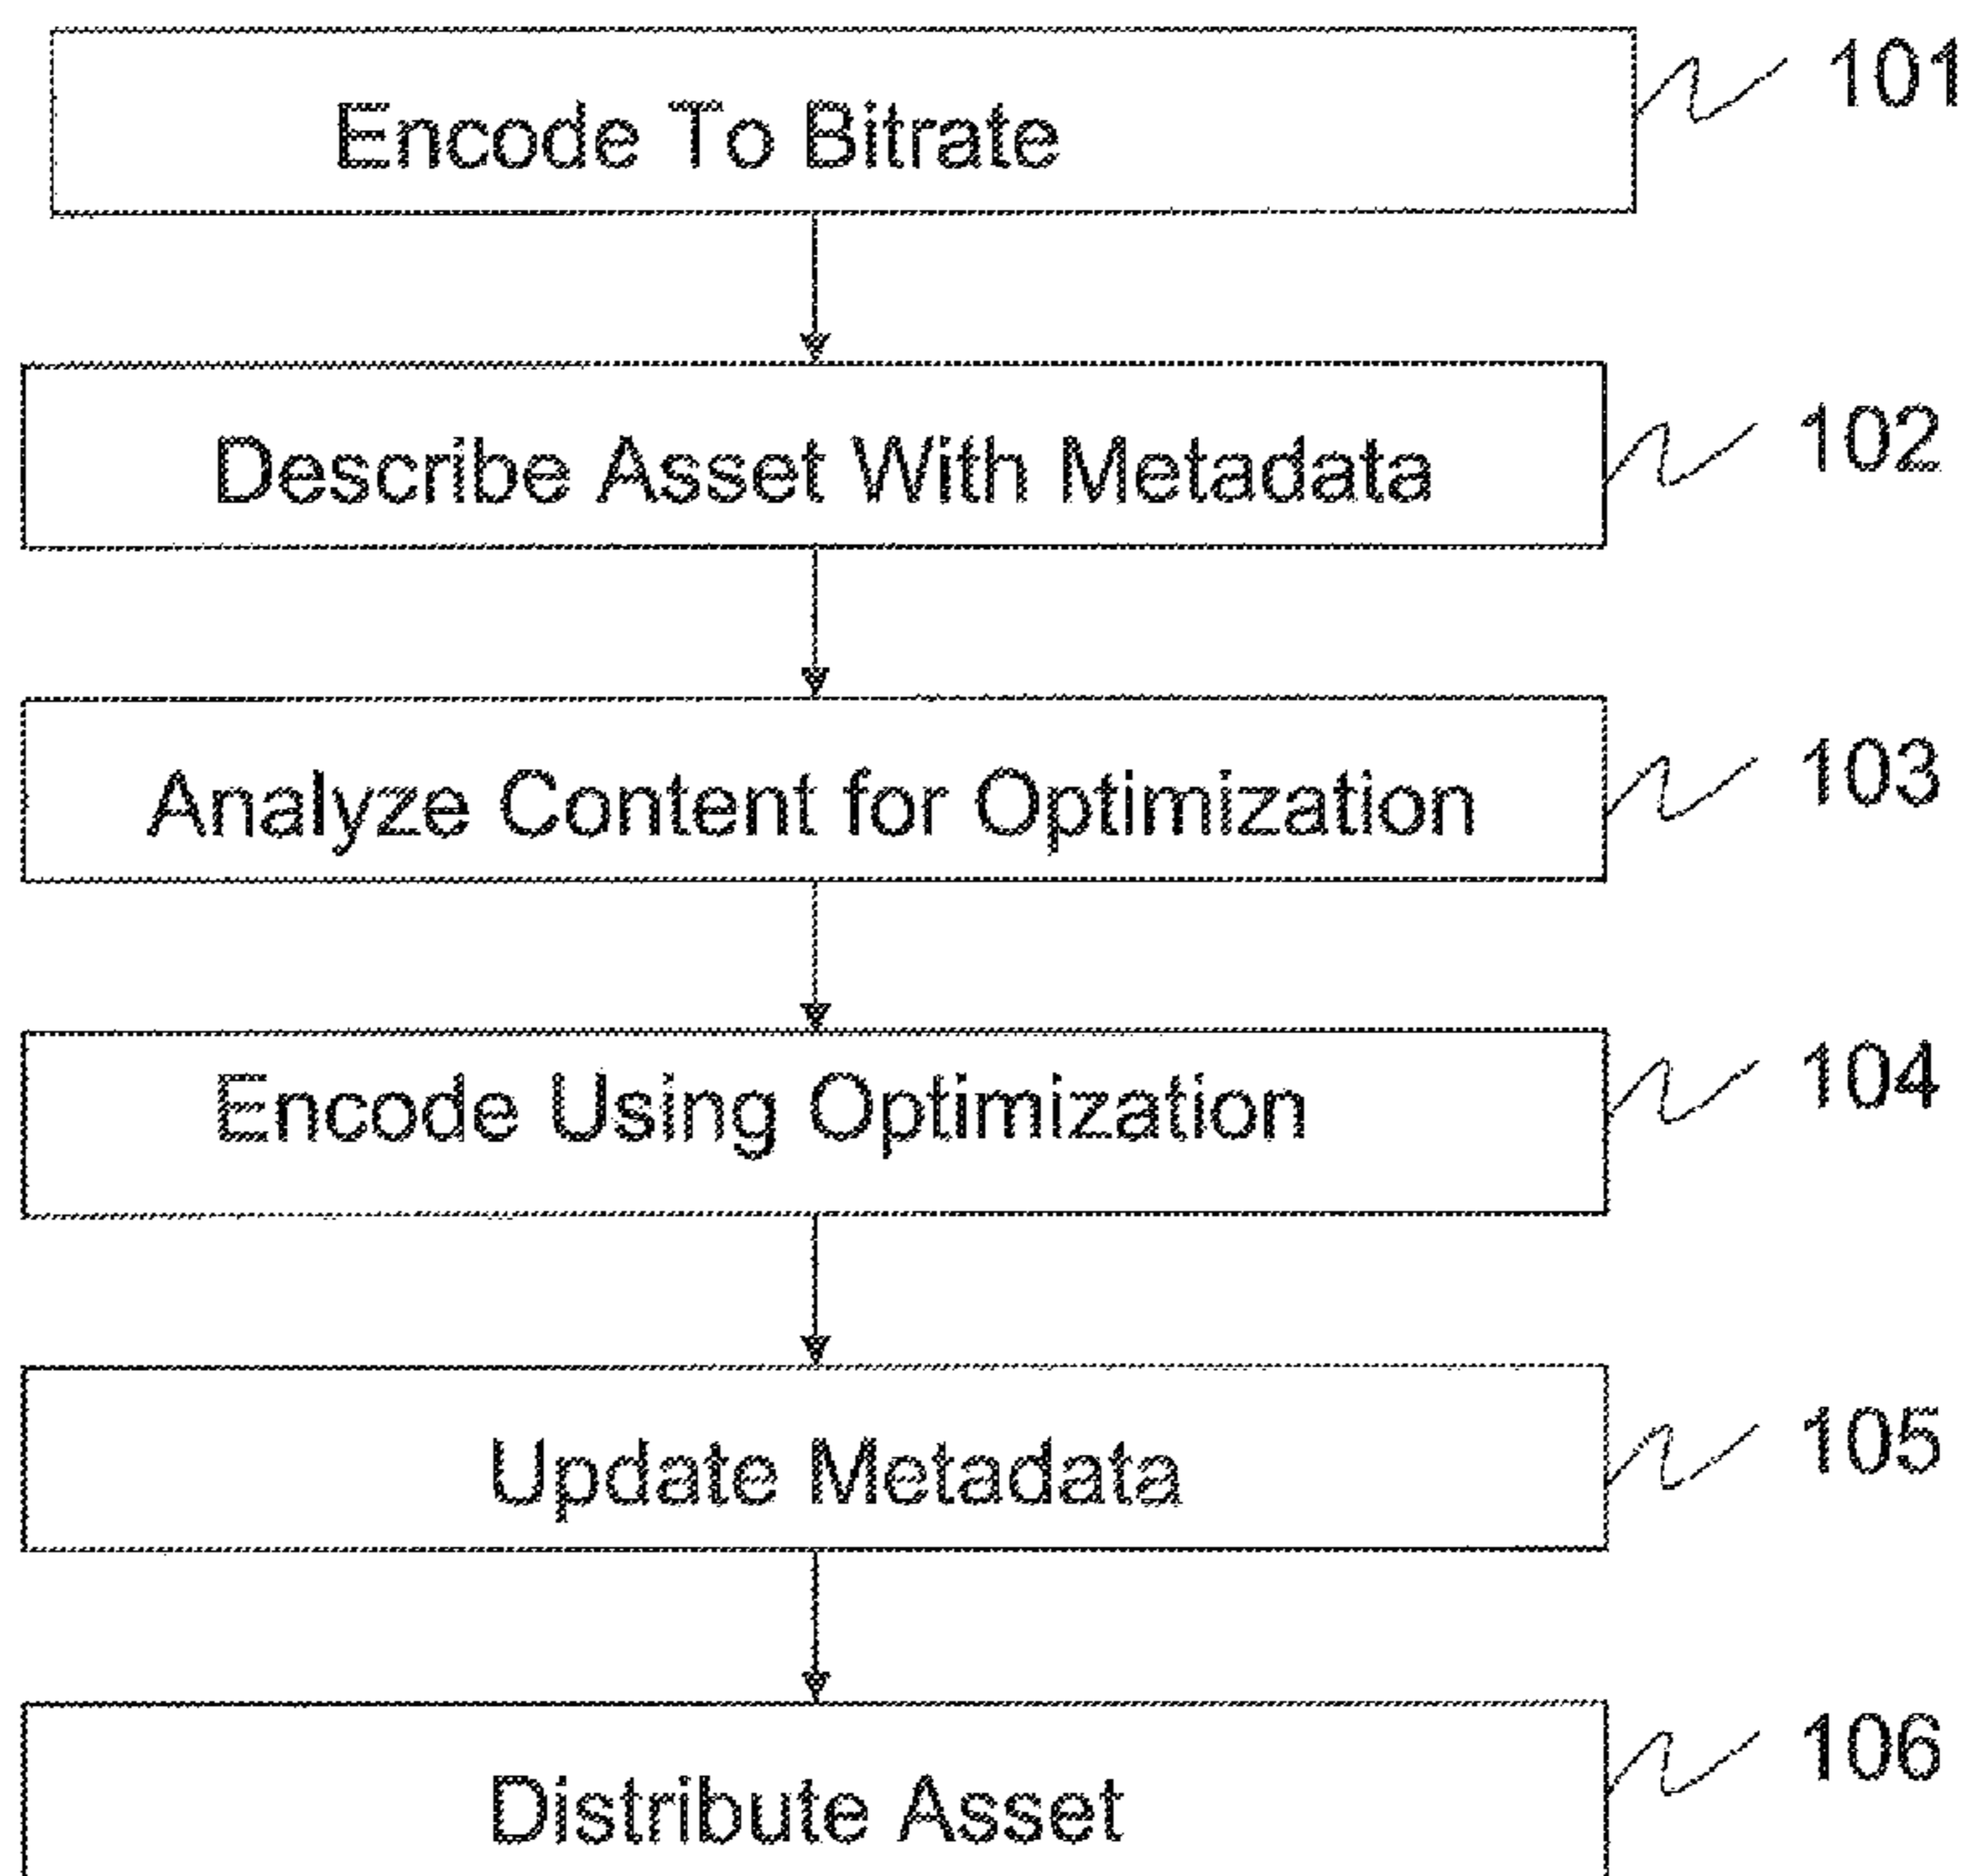 Encode To Bitrate 101
Describe Asset With Metadata 102
Analyze Content for Optimization 103
Encode Using Optimization 104
Update Metadata 105
Distribute Asset 106